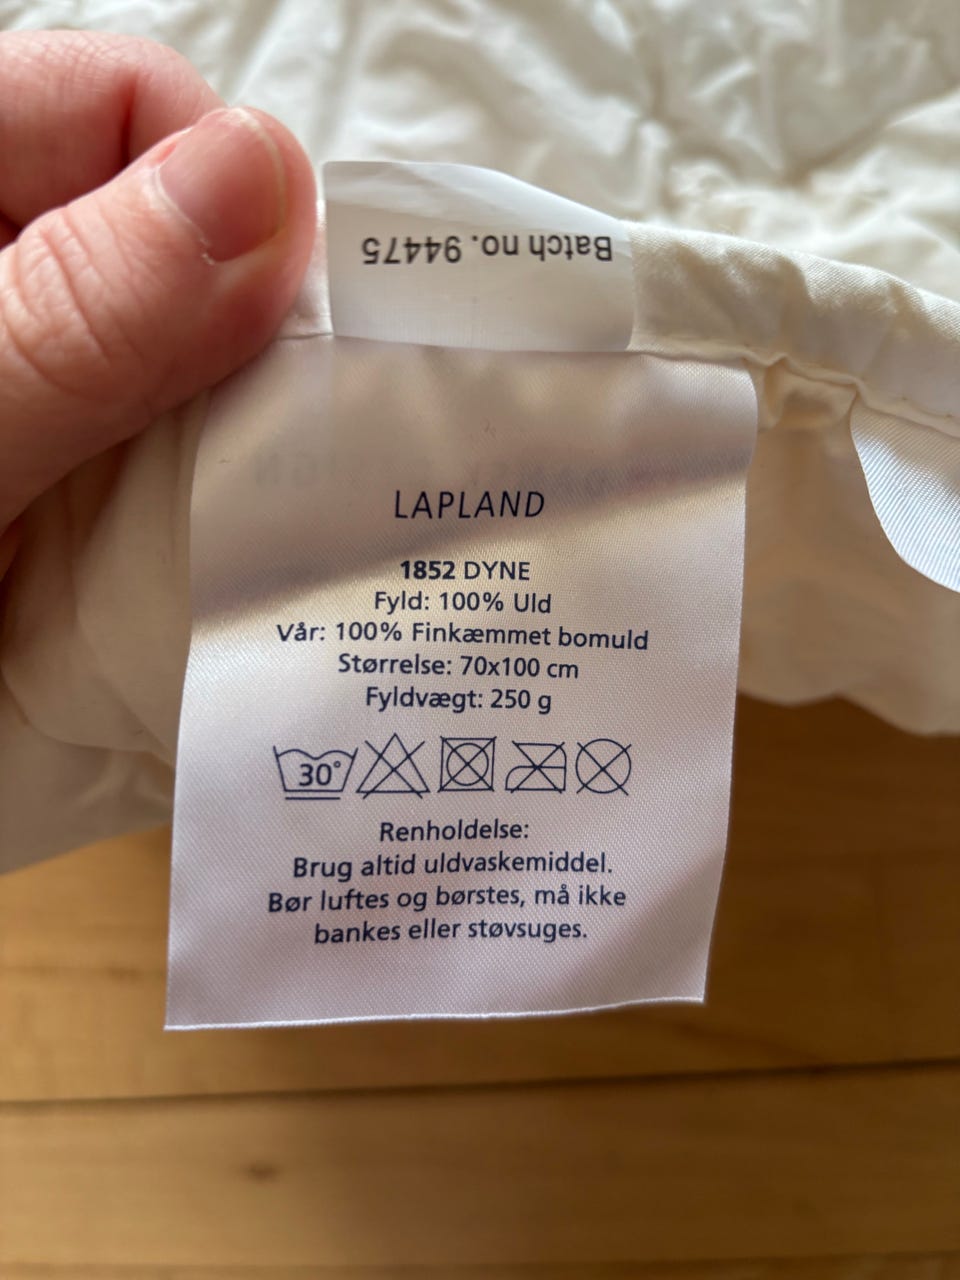 Batch no. 94475
LAPLAND
1852 DYNE
Fyld: 100% Uld
Vår: 100% Finkæmmet bomuld
Størrelse: 70x100 cm
Fyldvægt: 250 g
30°
Renholdelse:
Brug altid uldvaskemiddel.
Bør luftes og børstes, må ikke
bankes eller støvsuges.